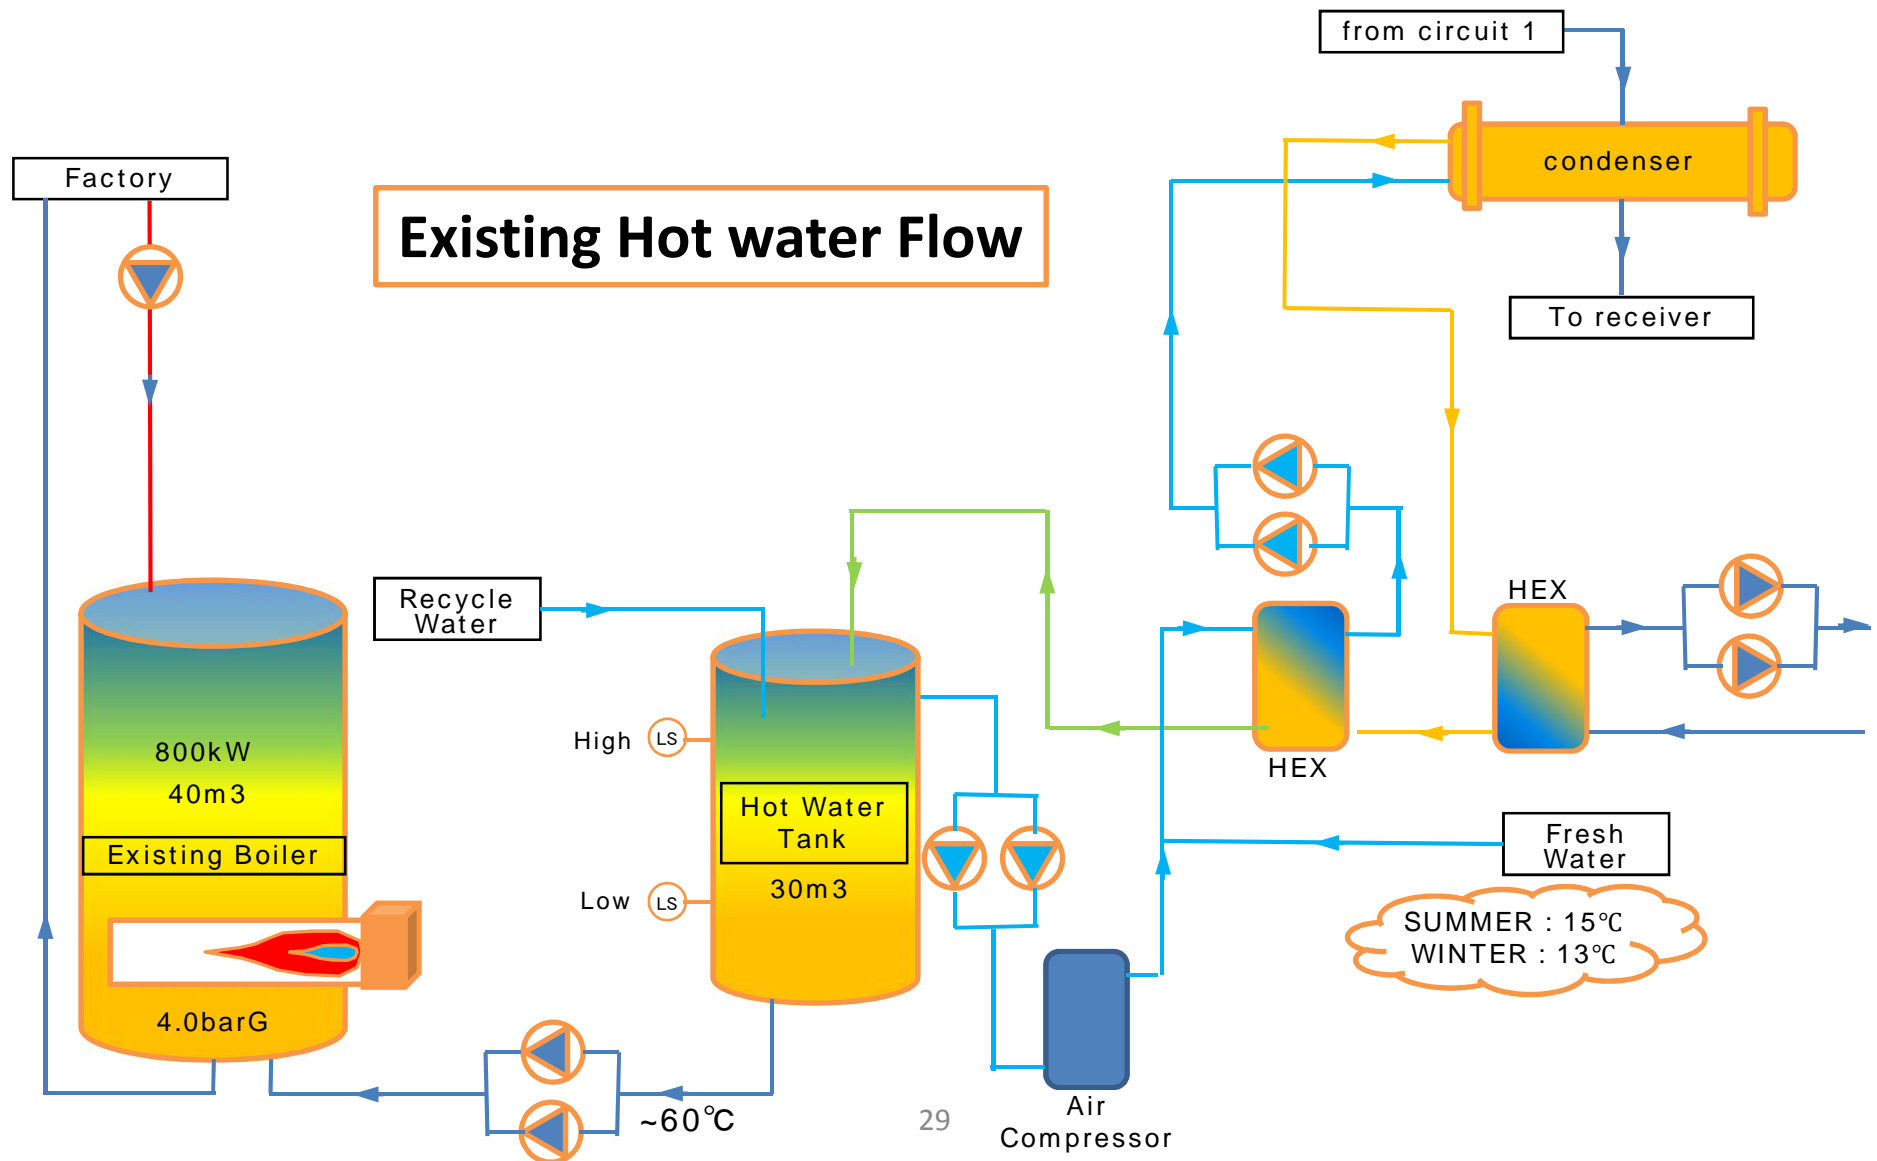 from circuit 1
condenser
Factory
Existing Hot water Flow
To receiver
Recycle
Water
HEX
800kW
40m3
High
LS
HEX
Hot Water
Tank
Fresh
Water
Existing Boiler
30m3
Low
LS
SUMMER : 15℃
WINTER : 13℃
4.0barG
~60℃
29
Air
Compressor